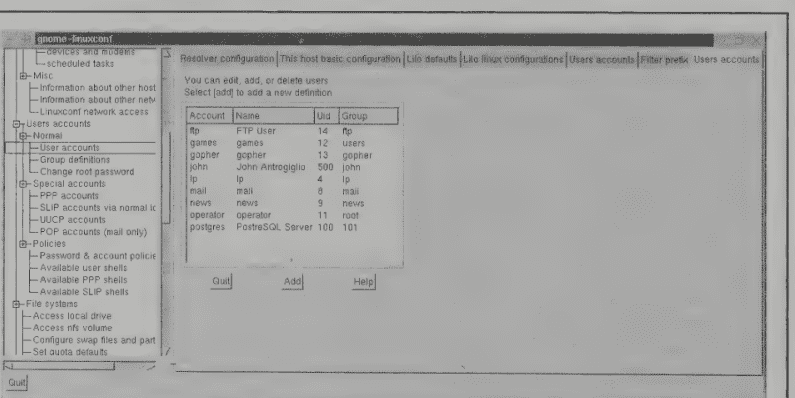 gnome-linuxconf
devices and modems
scheduled tasks
Misc
Information about other host
Information about other netw
Linuxconf network access
Users accounts
Normal
User accounts
Group definitions
Change root password
Special accounts
PPP accounts
SLIP accounts via normal lo
UUCP accounts
POP accounts (mail only)
Policies
Password & account policie
Available user shells
Available PPP shells
Available SLIP shells
File systems
Access local drive
Access nfs volume
Configure swap files and part
Set quota defaults
Quit
Resolver configuration This host basic configuration Lilo defaults Lilo linux configurations Users accounts Filter prefix Users accounts
You can edit, add, or delete users
Select [add] to add a new definition
Account Name Uid Group
ftp FTP User 14 ftp
games games 12 users
gopher gopher 13 gopher
john John Antrogiglio 500 john
lp lp 4 lp
mail mail 8 mail
news news 9 news
operator operator 11 root
postgres PostreSQL Server 100 101
Quit Add Help